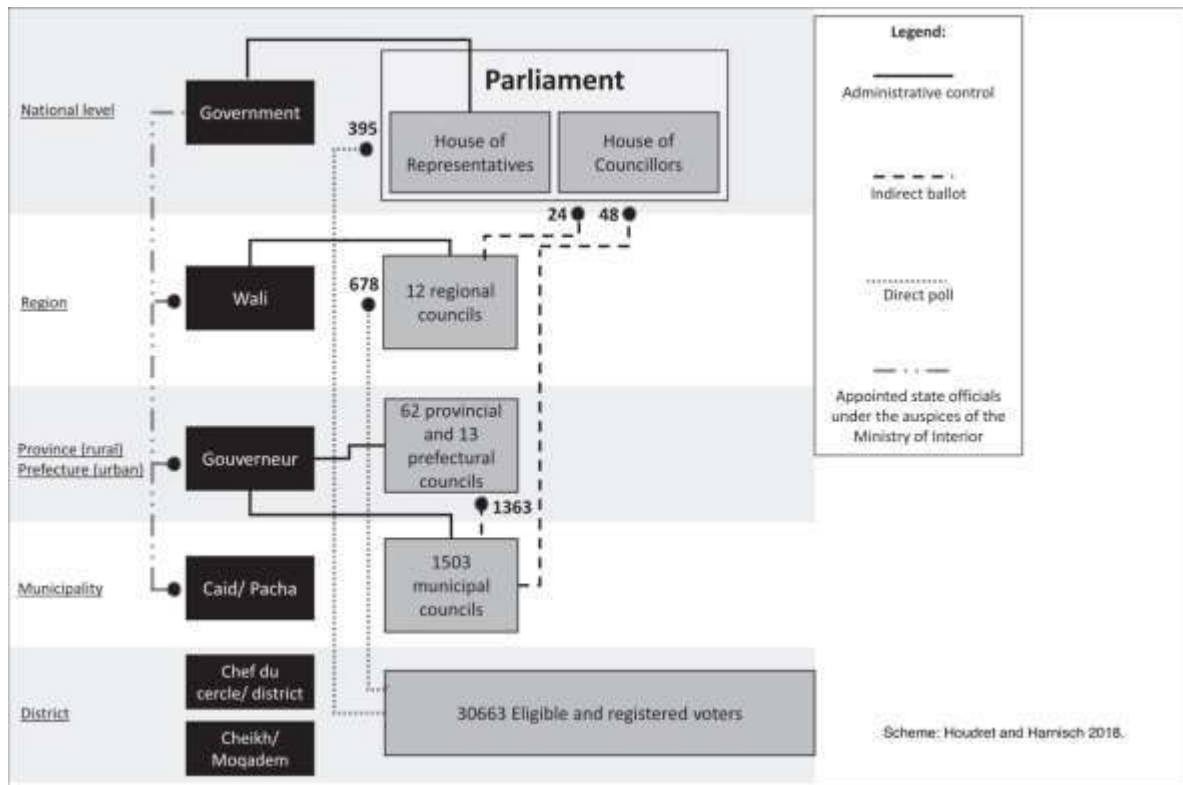 National level
Government
Parliament
395
House of
Representatives
House of
Councillors
24
48
Region
Wali
678
12 regional
councils
Province (rural)
Prefecture (urban)
Gouverneur
62 provincial
and 13
prefectural
councils
1363
Municipality
Caid/ Pacha
1503
municipal
councils
District
Chef du
cercle/ district
Cheikh/
Moqadem
30663 Eligible and registered voters
Legend:
Administrative control
Indirect ballot
Direct poll
Appointed state officials
under the auspices of the
Ministry of Interior
Scheme: Houdret and Harnisch 2018.